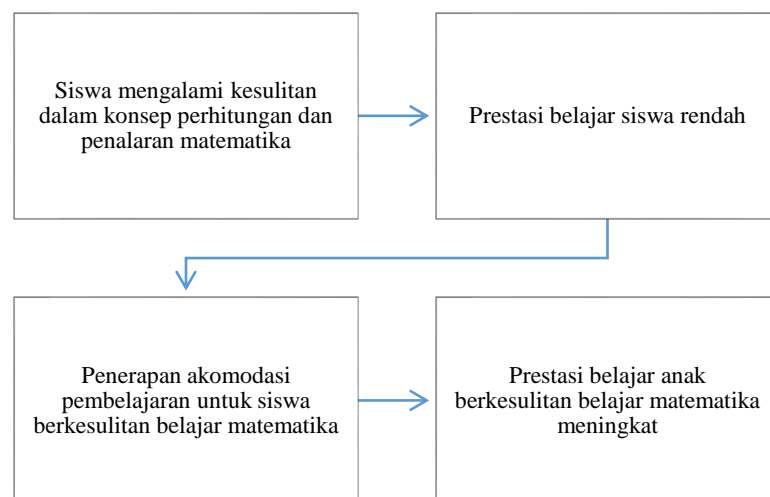 Siswa mengalami kesulitan
dalam konsep perhitungan dan
penalaran matematika
Prestasi belajar siswa rendah
Penerapan akomodasi
pembelajaran untuk siswa
berkesulitan belajar matematika
Prestasi belajar anak
berkesulitan belajar matematika
meningkat